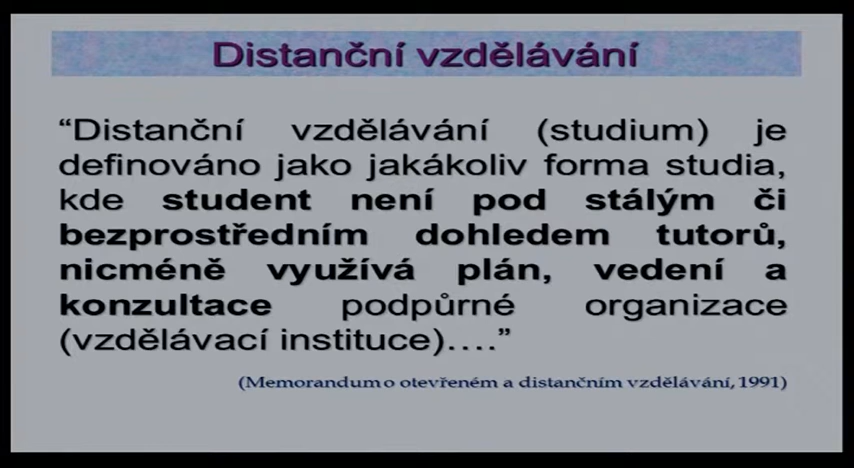 Distanční vzdělávání
“Distanční vzdělávání (studium) je
definováno jako jakákoliv forma studia,
kde student není pod stálým či
bezprostředním dohledem tutorů,
nicméně využívá plán, vedení a
konzultace podpůrné organizace
(vzdělávací instituce)….”
(Memorandum o otevřeném a distančním vzdělávání, 1991)